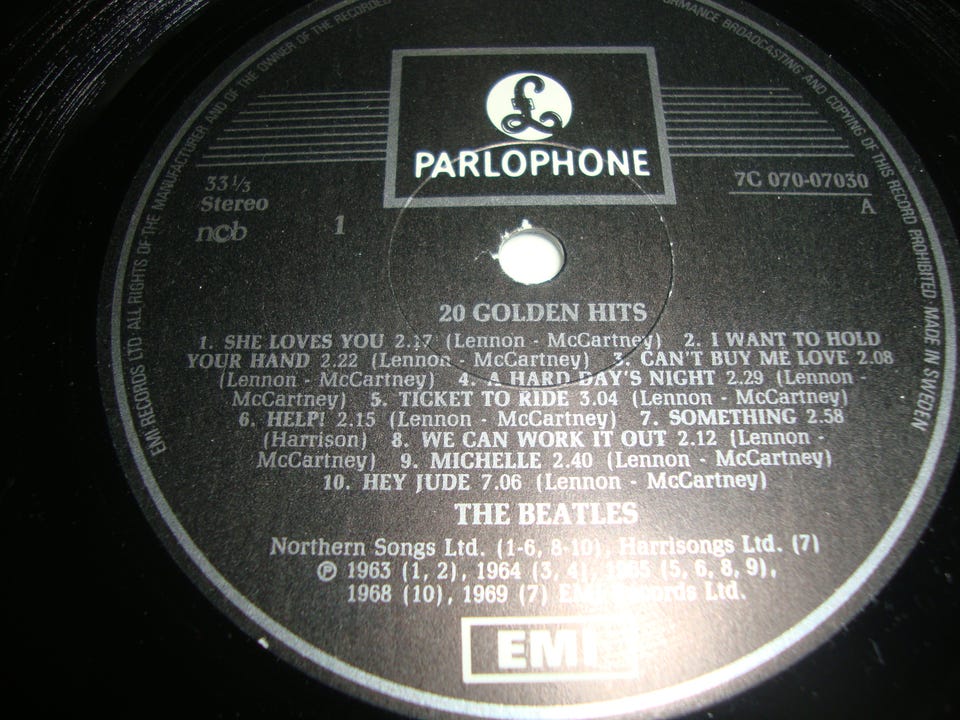 EMI RECORDS LTD ALL RIGHTS OF THE MANUFACTURER AND OF THE OWNER OF THE RECORDED
PERFORMANCE BROADCASTING AND COPYING OF THIS RECORD PROHIBITED. MADE IN SWEDEN
£
PARLOPHONE
33⅓
Stereo
ncb
1
7C 070-07030
A
20 GOLDEN HITS
1. SHE LOVES YOU 2.17 (Lennon - McCartney) 2. I WANT TO HOLD
YOUR HAND 2.22 (Lennon - McCartney) 3. CAN'T BUY ME LOVE 2.08
(Lennon - McCartney) 4. A HARD DAY'S NIGHT 2.29 (Lennon -
McCartney) 5. TICKET TO RIDE 3.04 (Lennon - McCartney)
6. HELP! 2.15 (Lennon - McCartney) 7. SOMETHING 2.58
(Harrison) 8. WE CAN WORK IT OUT 2.12 (Lennon -
McCartney) 9. MICHELLE 2.40 (Lennon - McCartney)
10. HEY JUDE 7.06 (Lennon - McCartney)
THE BEATLES
Northern Songs Ltd. (1-6, 8-10), Harrisongs Ltd. (7)
℗ 1963 (1, 2), 1964 (3, 4), 1965 (5, 6, 8, 9),
1968 (10), 1969 (7) EMI Records Ltd.
EMI